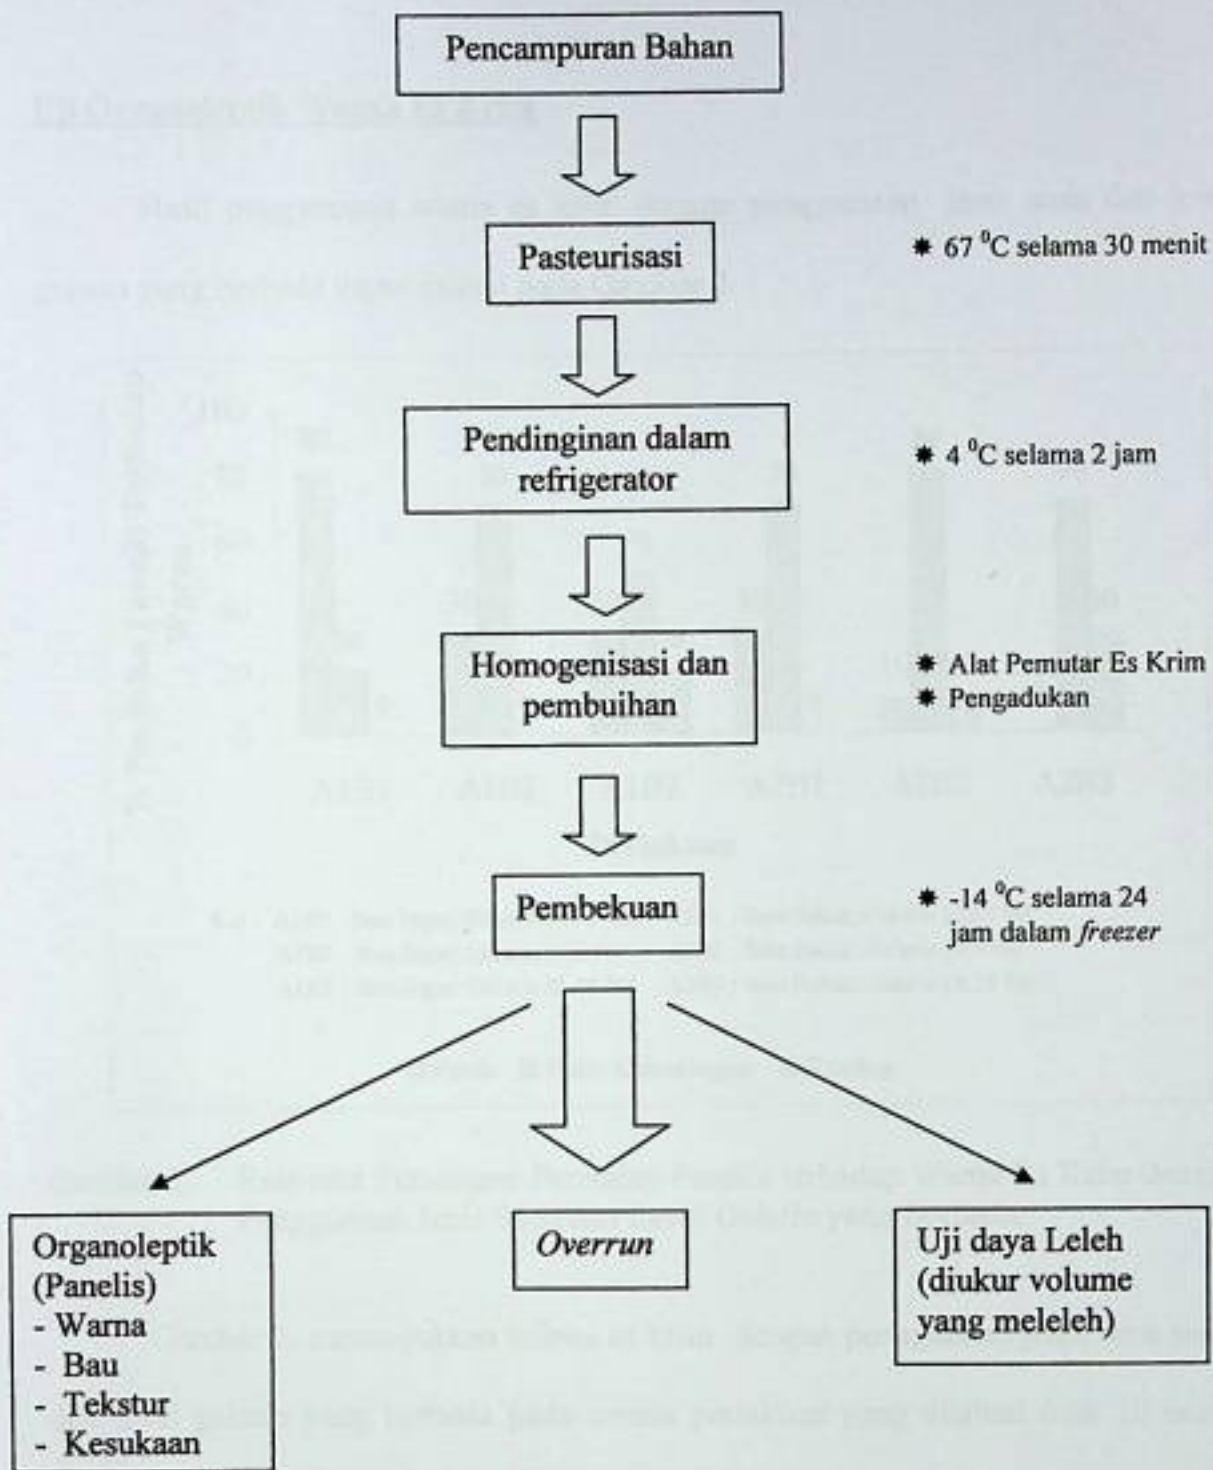 Pencampuran Bahan
Pasteurisasi
✷ 67 ⁰C selama 30 menit
Pendinginan dalam
refrigerator
✷ 4 ⁰C selama 2 jam
Homogenisasi dan
pembuihan
✷ Alat Pemutar Es Krim
✷ Pengadukan
Pembekuan
✷ -14 ⁰C selama 24
jam dalam freezer
Organoleptik
(Panelis)
- Warna
- Bau
- Tekstur
- Kesukaan
Overrun
Uji daya Leleh
(diukur volume
yang meleleh)